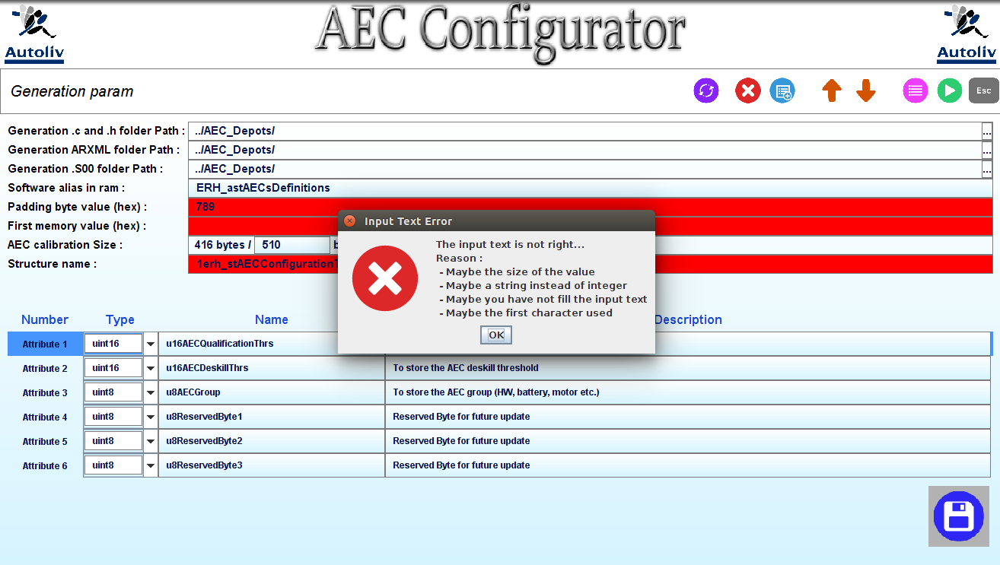 AEC Configurator
Autoliv
Autoliv
Generation param
Esc
Generation .c and .h folder Path : ../AEC_Depots/ ...
Generation ARXML folder Path : ../AEC_Depots/ ...
Generation .S00 folder Path : ../AEC_Depots/ ...
Software alias in ram : ERH_astAECsDefinitions
Padding byte value (hex) : 789
First memory value (hex) :
AEC calibration Size : 416 bytes / 510
Structure name : 1erh_stAECConfiguration
Input Text Error
The input text is not right...
Reason :
- Maybe the size of the value
- Maybe a string instead of integer
- Maybe you have not fill the input text
- Maybe the first character used
OK
Number Type Name Description
Attribute 1 uint16 u16AECQualificationThrs
Attribute 2 uint16 u16AECDeskillThrs To store the AEC deskill threshold
Attribute 3 uint8 u8AECGroup To store the AEC group (HW, battery, motor etc.)
Attribute 4 uint8 u8ReservedByte1 Reserved Byte for future update
Attribute 5 uint8 u8ReservedByte2 Reserved Byte for future update
Attribute 6 uint8 u8ReservedByte3 Reserved Byte for future update